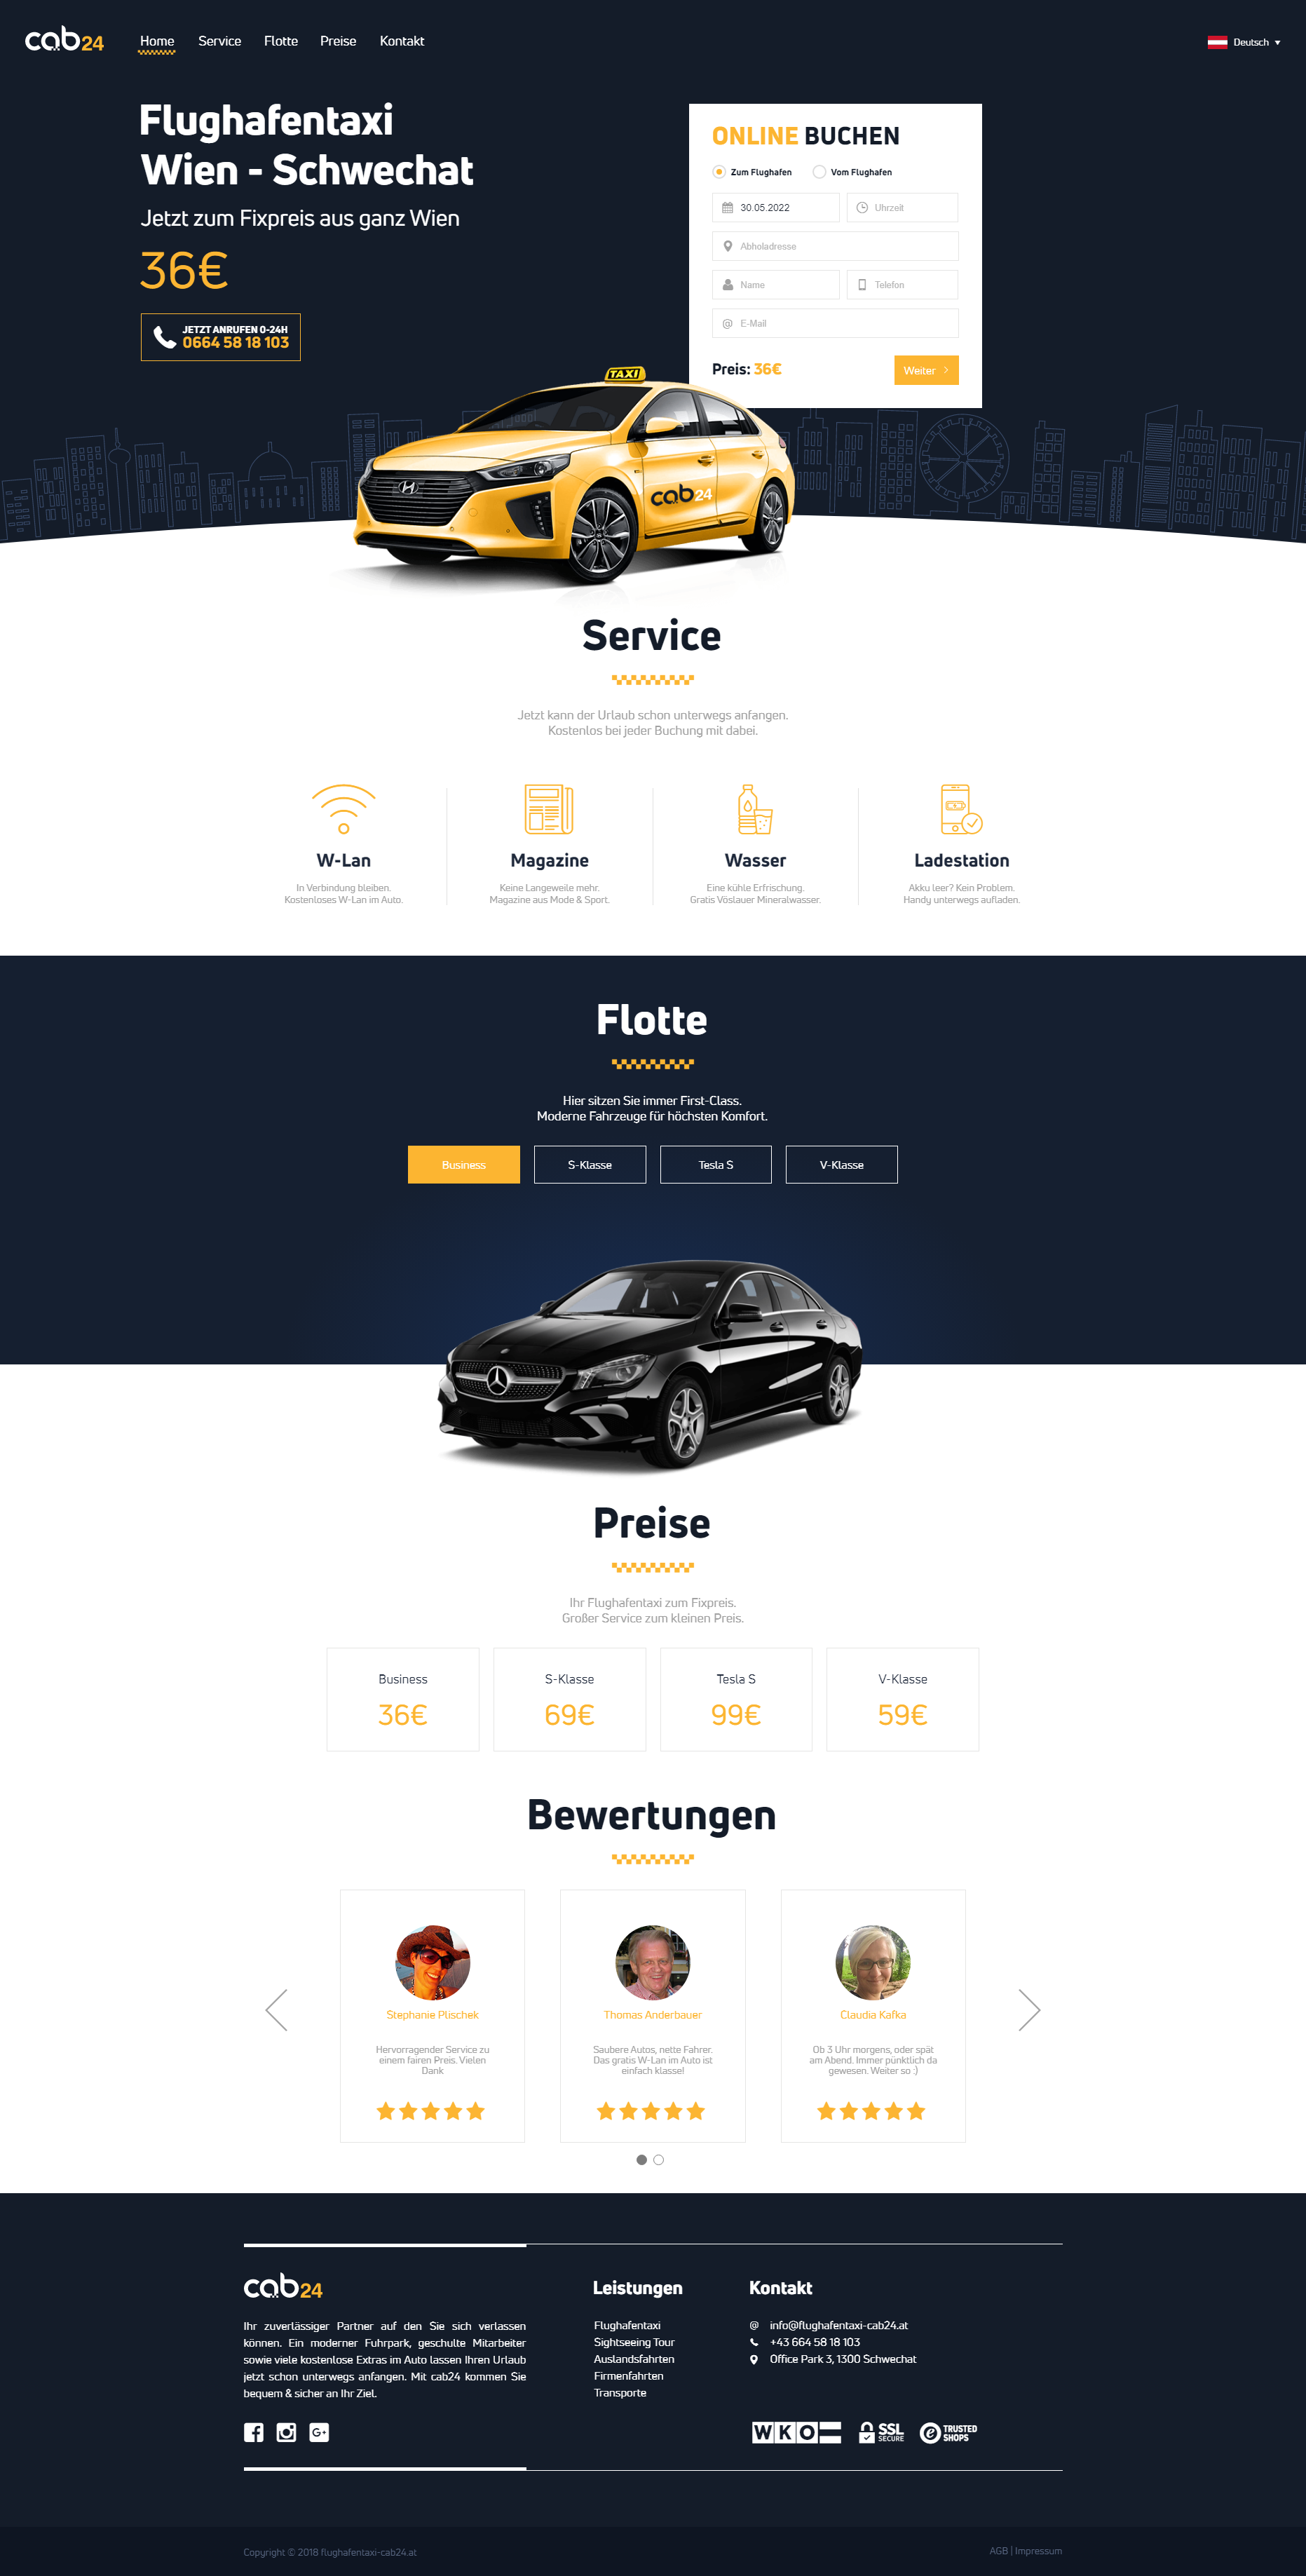 cab24
Home Service Flotte Preise Kontakt
Deutsch
Flughafentaxi
Wien - Schwechat
Jetzt zum Fixpreis aus ganz Wien
36€
JETZT ANRUFEN 0-24H
0664 58 18 103
ONLINE BUCHEN
Zum Flughafen Vom Flughafen
30.05.2022 Uhrzeit
Abholadresse
Name Telefon
@ E-Mail
Preis: 36€ Weiter
TAXI
cab24
Service
Jetzt kann der Urlaub schon unterwegs anfangen.
Kostenlos bei jeder Buchung mit dabei.
W-Lan
In Verbindung bleiben.
Kostenloses W-Lan im Auto.
Magazine
Keine Langeweile mehr.
Magazine aus Mode & Sport.
Wasser
Eine kühle Erfrischung.
Gratis Vöslauer Mineralwasser.
Ladestation
Akku leer? Kein Problem.
Handy unterwegs aufladen.
Flotte
Hier sitzen Sie immer First-Class.
Moderne Fahrzeuge für höchsten Komfort.
Business S-Klasse Tesla S V-Klasse
Preise
Ihr Flughafentaxi zum Fixpreis.
Großer Service zum kleinen Preis.
Business
36€
S-Klasse
69€
Tesla S
99€
V-Klasse
59€
Bewertungen
Stephanie Plischek
Hervorragender Service zu
einem fairen Preis. Vielen
Dank
Thomas Anderbauer
Saubere Autos, nette Fahrer.
Das gratis W-Lan im Auto ist
einfach klasse!
Claudia Kafka
Ob 3 Uhr morgens, oder spät
am Abend. Immer pünktlich da
gewesen. Weiter so :)
cab24
Ihr zuverlässiger Partner auf den Sie sich verlassen
können. Ein moderner Fuhrpark, geschulte Mitarbeiter
sowie viele kostenlose Extras im Auto lassen Ihren Urlaub
jetzt schon unterwegs anfangen. Mit cab24 kommen Sie
bequem & sicher an Ihr Ziel.
G+
Leistungen
Flughafentaxi
Sightseeing Tour
Auslandsfahrten
Firmenfahrten
Transporte
Kontakt
@ info@flughafentaxi-cab24.at
+43 664 58 18 103
Office Park 3, 1300 Schwechat
WKO
SSL
SECURE
e TRUSTED
SHOPS
Copyright © 2018 flughafentaxi-cab24.at
AGB | Impressum